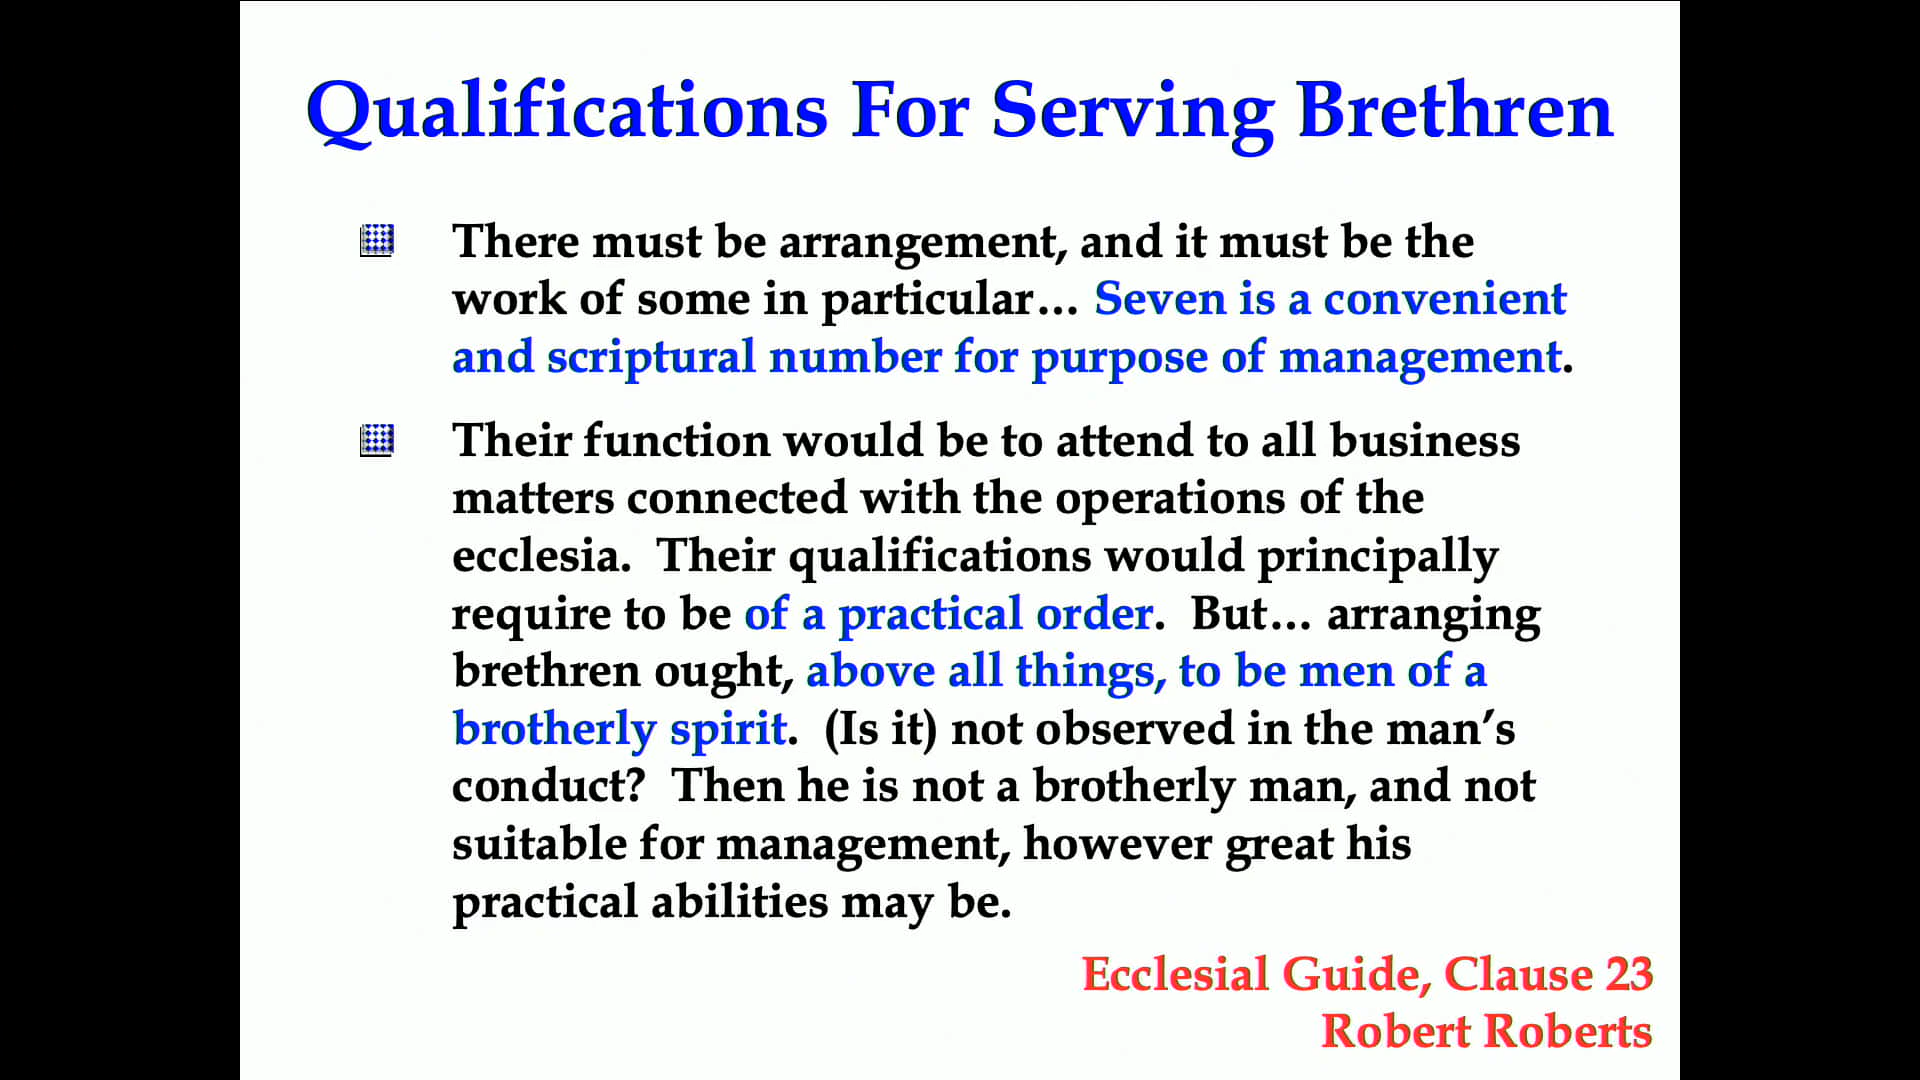 Qualifications For Serving Brethren
There must be arrangement, and it must be the
work of some in particular… Seven is a convenient
and scriptural number for purpose of management.
Their function would be to attend to all business
matters connected with the operations of the
ecclesia.  Their qualifications would principally
require to be of a practical order.  But… arranging
brethren ought, above all things, to be men of a
brotherly spirit.  (Is it) not observed in the man’s
conduct?  Then he is not a brotherly man, and not
suitable for management, however great his
practical abilities may be.
Ecclesial Guide, Clause 23
Robert Roberts